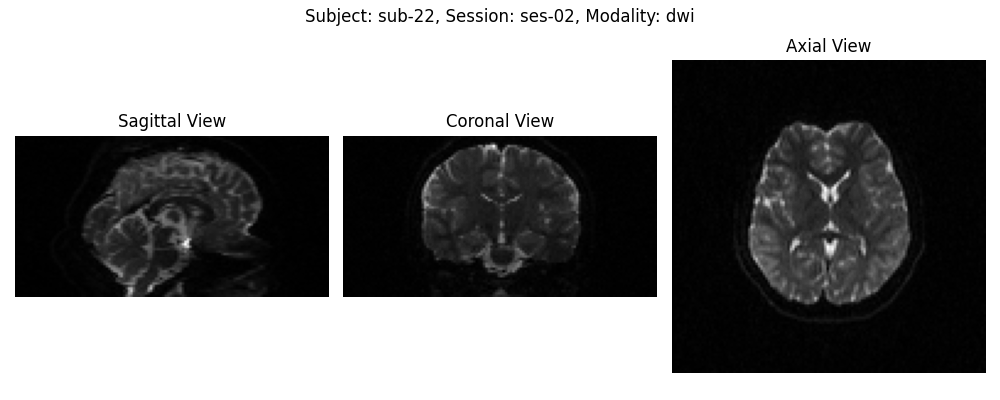 Subject: sub-22, Session: ses-02, Modality: dwi
Axial View
Sagittal View
Coronal View